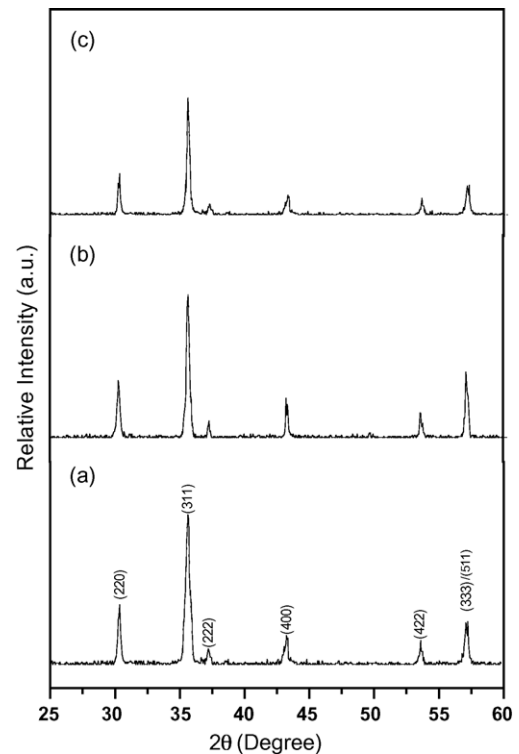 (c)
(b)
(a)
(220)
(311)
(222)
(400)
(422)
(333)/(511)
Relative Intensity (a.u.)
25 30 35 40 45 50 55 60
2θ (Degree)